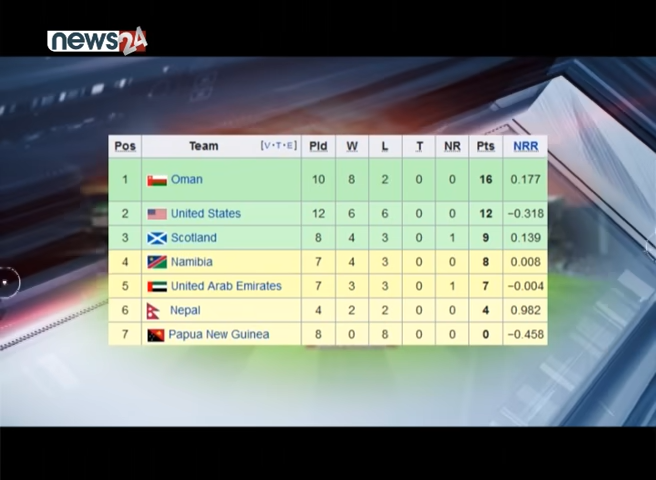 news24
Pos Team [V·T·E] Pld W L T NR Pts NRR
1 Oman 10 8 2 0 0 16 0.177
2 United States 12 6 6 0 0 12 −0.318
3 Scotland 8 4 3 0 1 9 0.139
4 Namibia 7 4 3 0 0 8 0.008
5 United Arab Emirates 7 3 3 0 1 7 −0.004
6 Nepal 4 2 2 0 0 4 0.982
7 Papua New Guinea 8 0 8 0 0 0 −0.458